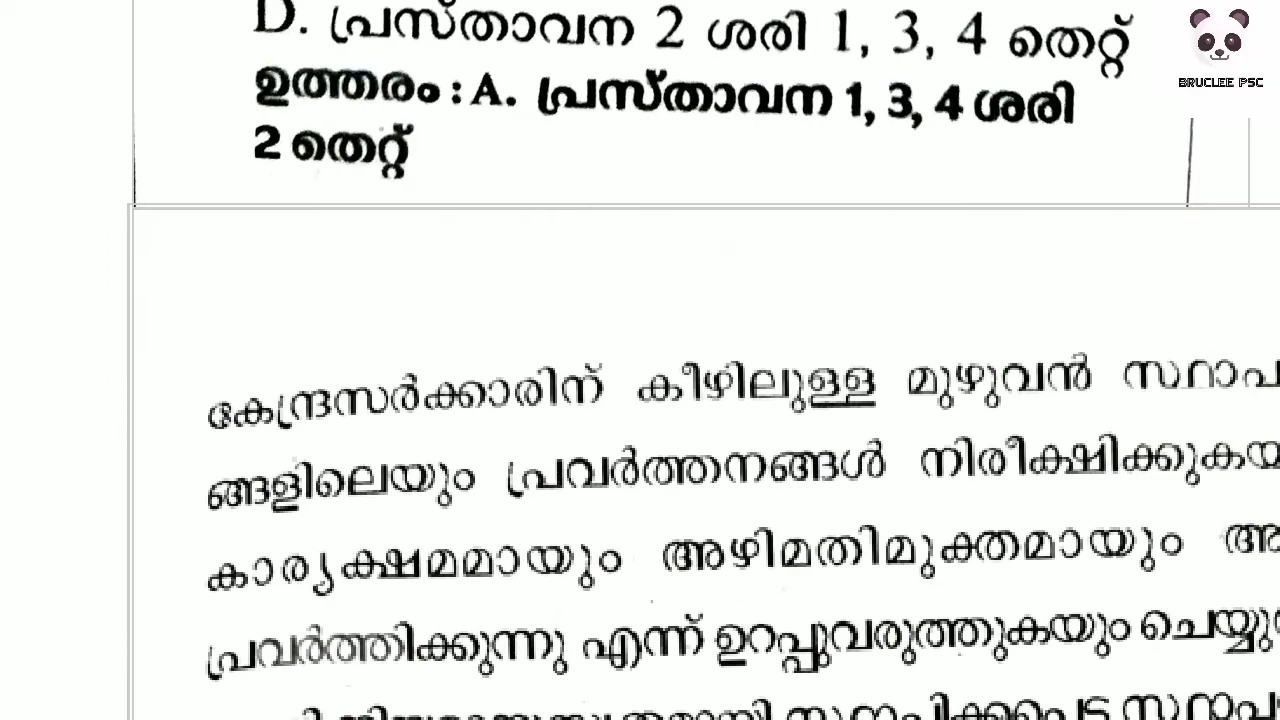 D. പ്രസ്താവന 2 ശരി 1, 3, 4 തെറ്റ്
BRUCLEE PSC
ഉത്തരം : A. പ്രസ്താവന 1, 3, 4 ശരി
2 തെറ്റ്
കേന്ദ്രസർക്കാരിന് കീഴിലുള്ള മുഴുവൻ
ങ്ങളിലെയും പ്രവർത്തനങ്ങൾ
കാര്യക്ഷമമായും അഴിമതിമുക്തമായും
പ്രവർത്തിക്കുന്നു എന്ന് ഉറപ്പുവരുത്തുകയും